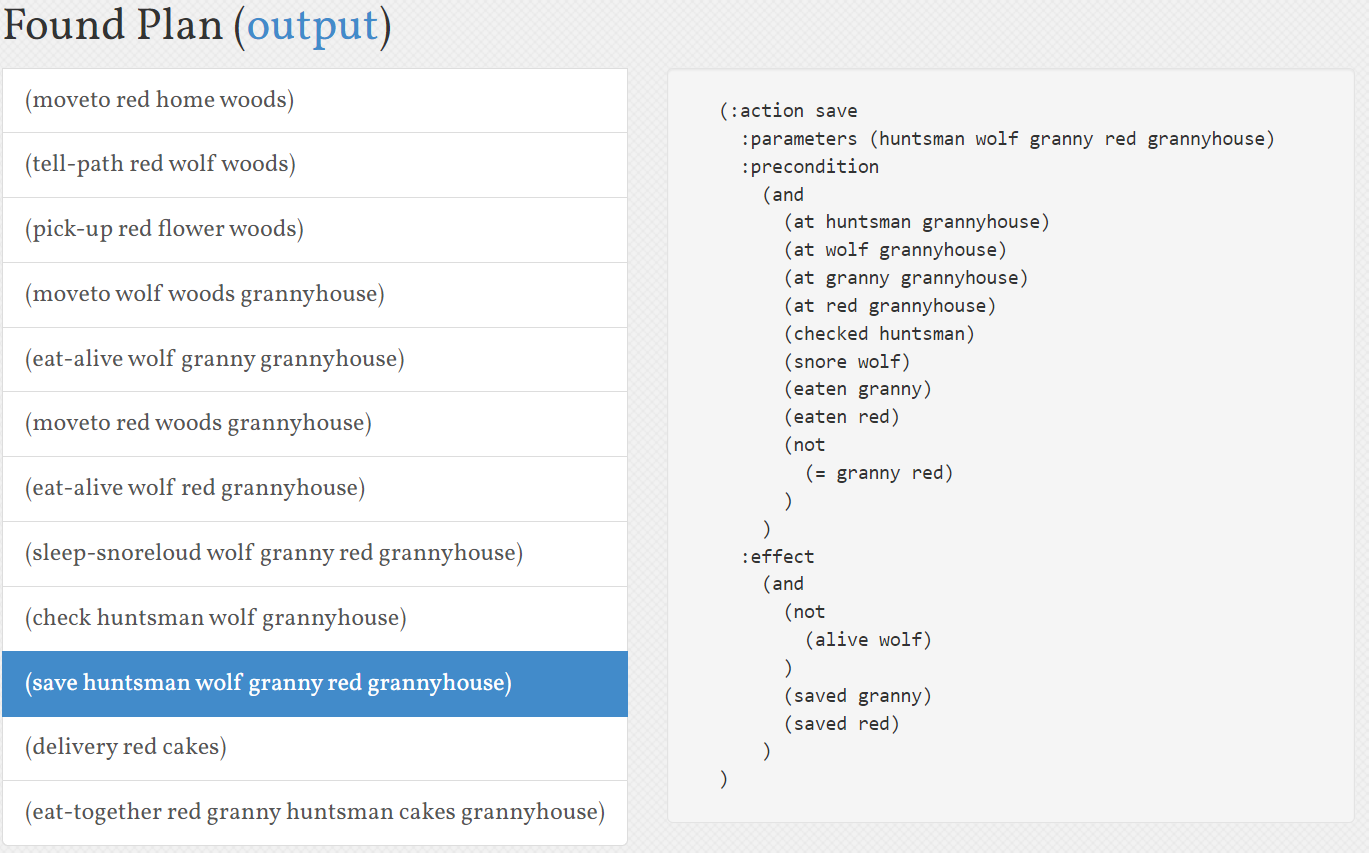 Found Plan (output)
(moveto red home woods)
(tell-path red wolf woods)
(pick-up red flower woods)
(moveto wolf woods grannyhouse)
(eat-alive wolf granny grannyhouse)
(moveto red woods grannyhouse)
(eat-alive wolf red grannyhouse)
(sleep-snoreloud wolf granny red grannyhouse)
(check huntsman wolf grannyhouse)
(save huntsman wolf granny red grannyhouse)
(delivery red cakes)
(eat-together red granny huntsman cakes grannyhouse)
(:action save
:parameters (huntsman wolf granny red grannyhouse)
:precondition
(and
(at huntsman grannyhouse)
(at wolf grannyhouse)
(at granny grannyhouse)
(at red grannyhouse)
(checked huntsman)
(snore wolf)
(eaten granny)
(eaten red)
(not
(= granny red)
)
)
:effect
(and
(not
(alive wolf)
)
(saved granny)
(saved red)
)
)